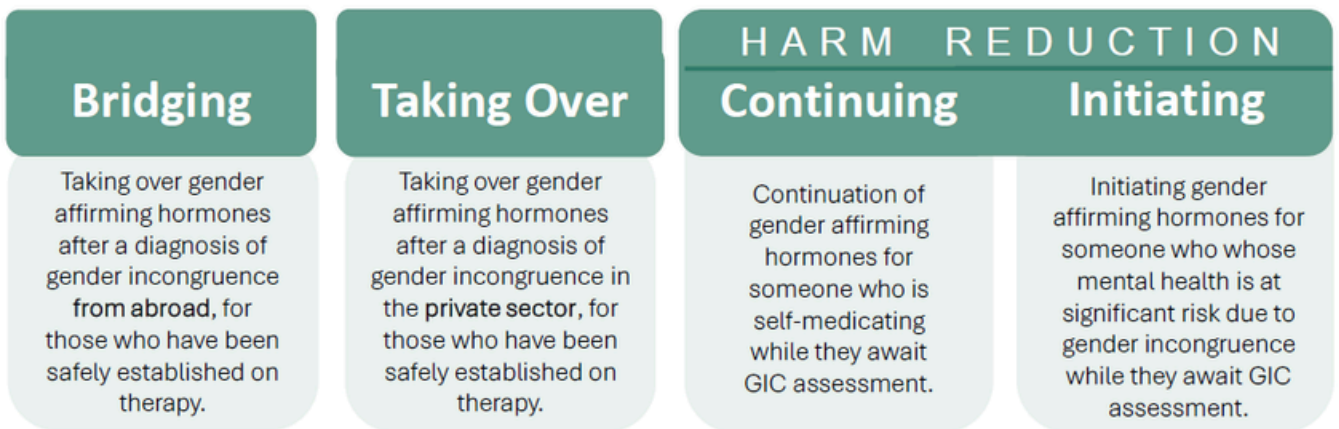 HARM REDUCTION
Bridging
Taking Over
Continuing
Initiating
Taking over gender
affirming hormones
after a diagnosis of
gender incongruence
from abroad, for
those who have been
safely established on
therapy.
Taking over gender
affirming hormones
after a diagnosis of
gender incongruence in
the private sector, for
those who have been
safely established on
therapy.
Continuation of
gender affirming
hormones for
someone who is
self-medicating
while they await
GIC assessment.
Initiating gender
affirming hormones for
someone who whose
mental health is at
significant risk due to
gender incongruence
while they await GIC
assessment.